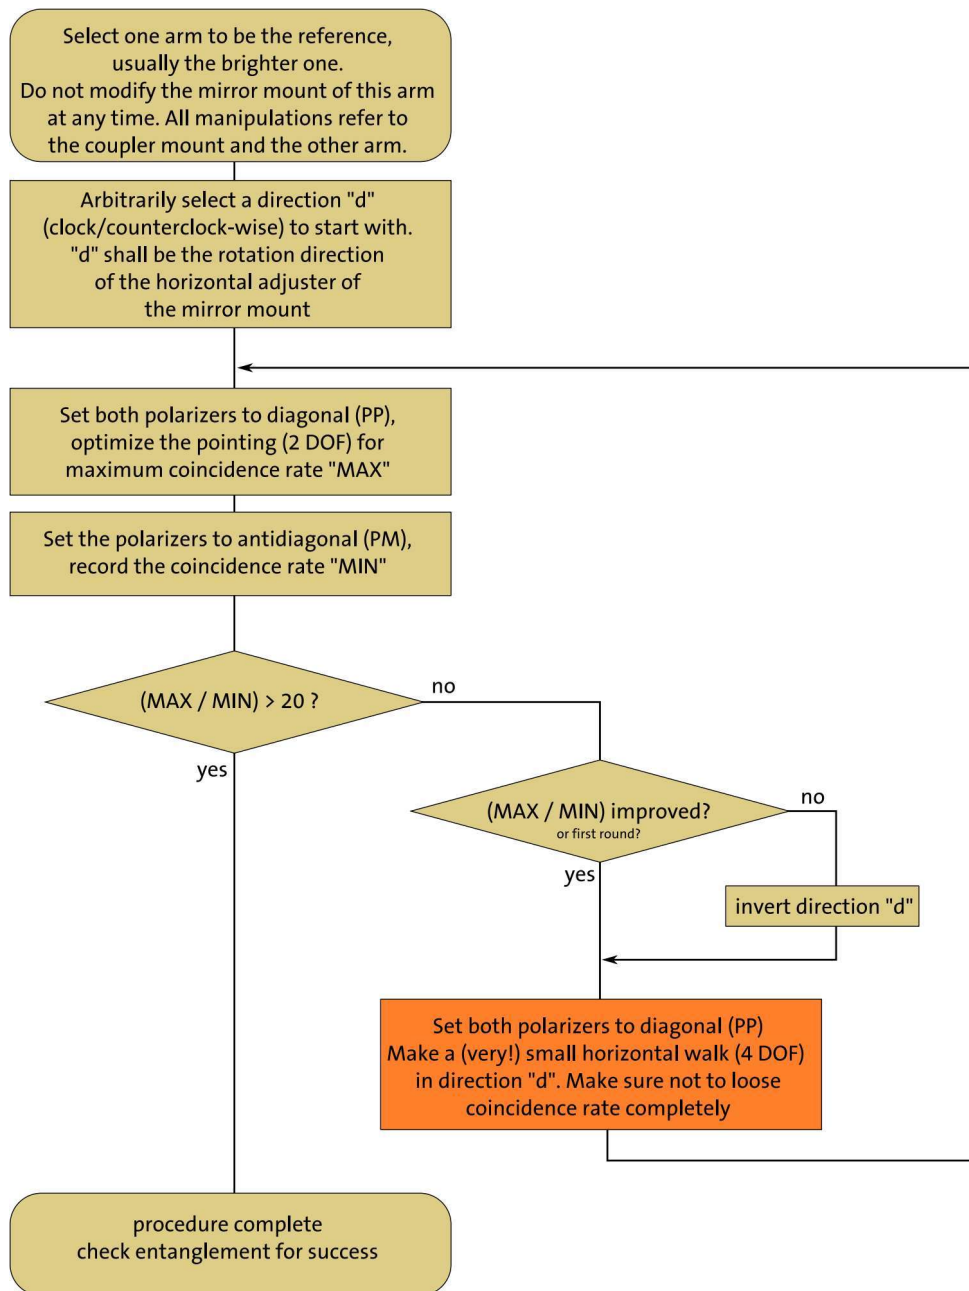 Select one arm to be the reference,
usually the brighter one.
Do not modify the mirror mount of this arm
at any time. All manipulations refer to
the coupler mount and the other arm.
Arbitrarily select a direction "d"
(clock/counterclock-wise) to start with.
"d" shall be the rotation direction
of the horizontal adjuster of
the mirror mount
Set both polarizers to diagonal (PP),
optimize the pointing (2 DOF) for
maximum coincidence rate "MAX"
Set the polarizers to antidiagonal (PM),
record the coincidence rate "MIN"
(MAX / MIN) > 20 ?
no
yes
(MAX / MIN) improved?
or first round?
no
yes
invert direction "d"
Set both polarizers to diagonal (PP)
Make a (very!) small horizontal walk (4 DOF)
in direction "d". Make sure not to loose
coincidence rate completely
procedure complete
check entanglement for success